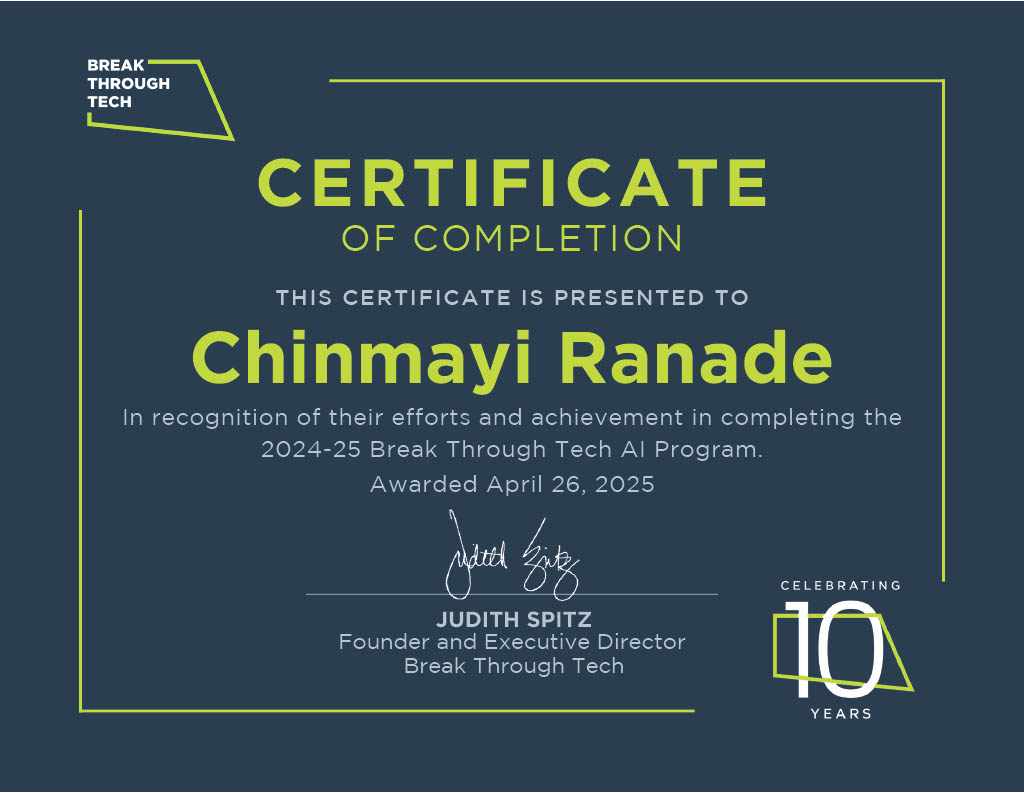 BREAK
THROUGH
TECH
CERTIFICATE
OF COMPLETION
THIS CERTIFICATE IS PRESENTED TO
Chinmayi Ranade
In recognition of their efforts and achievement in completing the
2024-25 Break Through Tech AI Program.
Awarded April 26, 2025
Judith Spitz
JUDITH SPITZ
Founder and Executive Director
Break Through Tech
CELEBRATING
10
YEARS